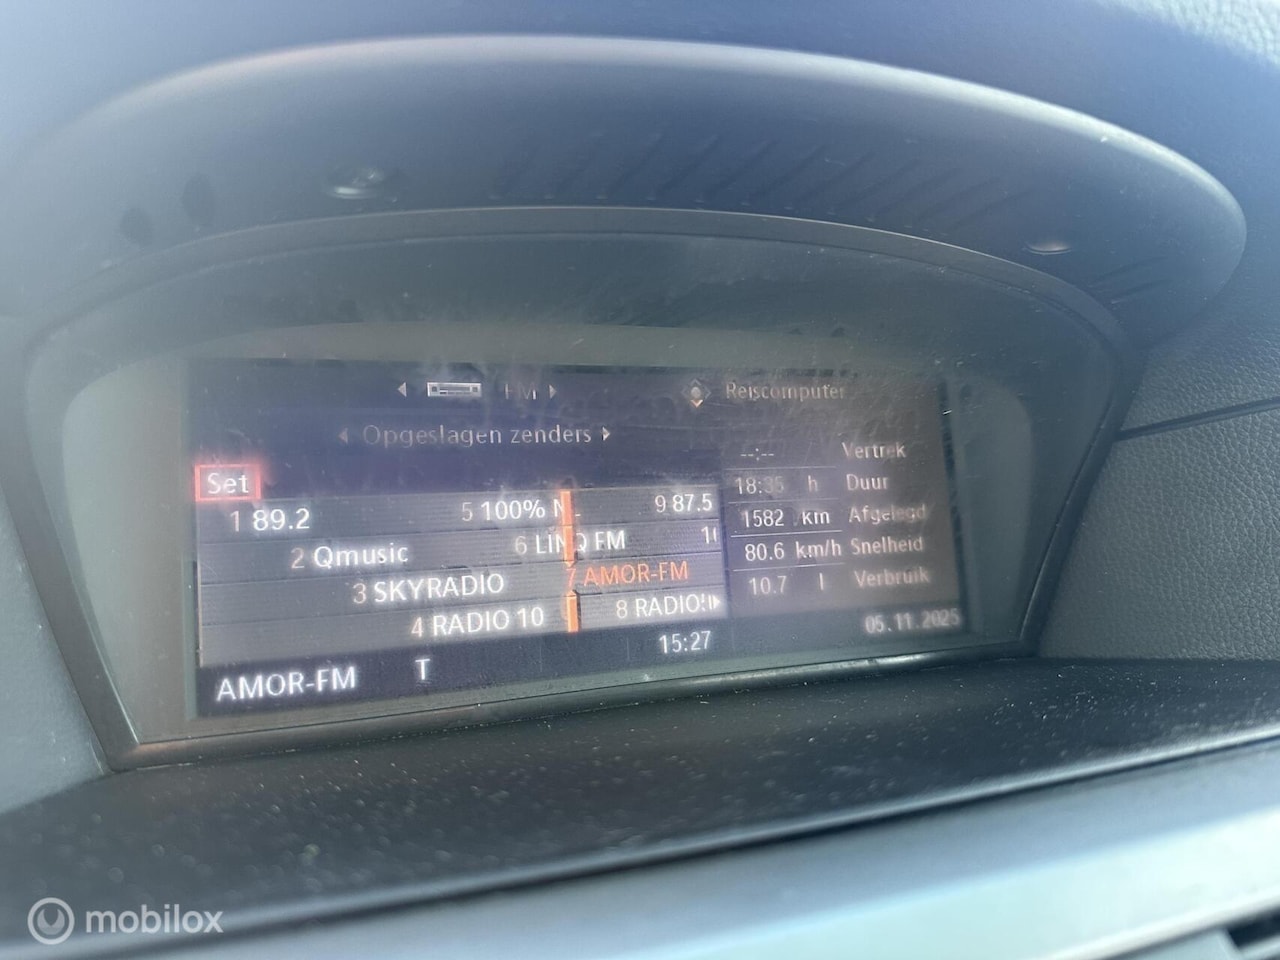 FM
Reiscomputer
Opgeslagen zenders
Set
1 89.2
2 Qmusic
3 SKYRADIO
4 RADIO 10
5 100% N
6 LINQ FM
7 AMOR-FM
8 RADIO
9 87.5
--:-- Vertrek
18:35 h Duur
1582 km Afgelegd
80.6 km/h Snelheid
10.7 l Verbruik
AMOR-FM T 15:27 05.11.2025
mobilox